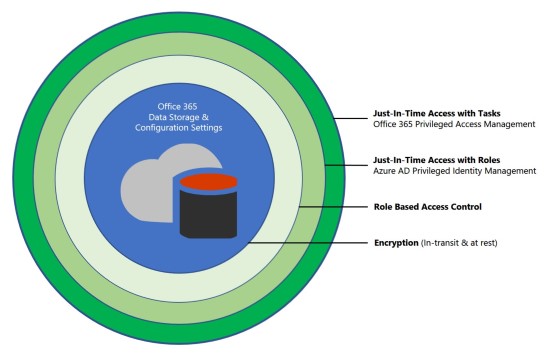 Office 365
Data Storage &
Configuration Settings
Just-In-Time Access with Tasks
Office 365 Privileged Access Management
Just-In-Time Access with Roles
Azure AD Privileged Identity Management
Role Based Access Control
Encryption (In-transit & at rest)